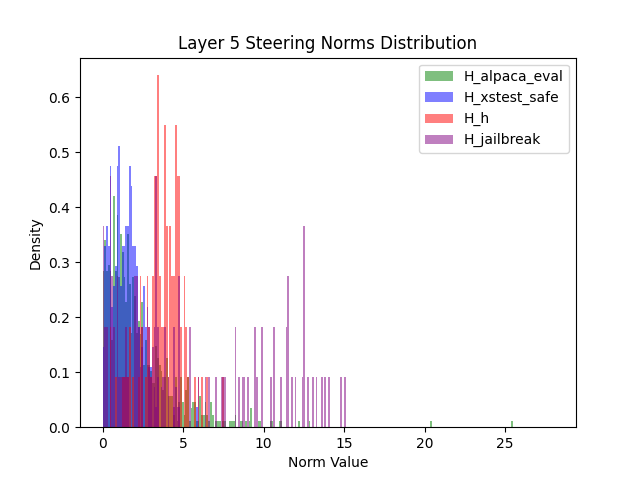 Layer 5 Steering Norms Distribution
H_alpaca_eval
H_xstest_safe
H_h
H_jailbreak
Density
0.6
0.5
0.4
0.3
0.2
0.1
0.0
0 5 10 15 20 25
Norm Value